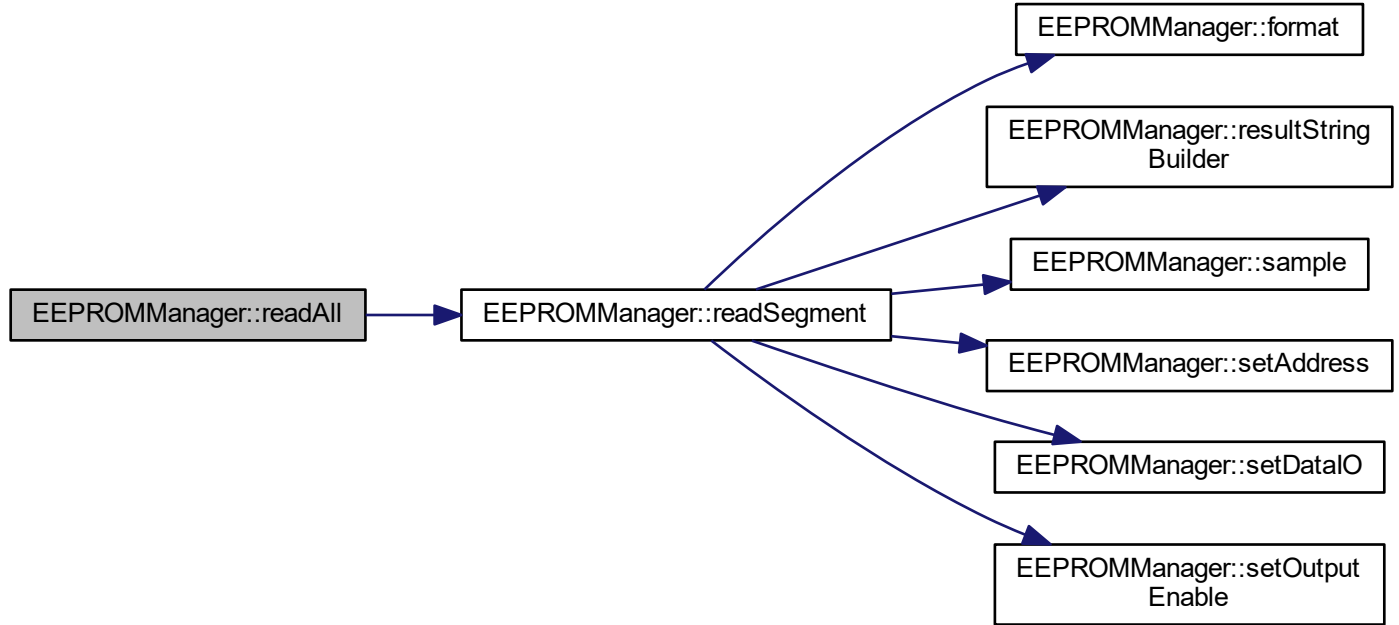 EEPROMManager::format
EEPROMManager::resultString
Builder
EEPROMManager::sample
EEPROMManager::readAll
EEPROMManager::readSegment
EEPROMManager::setAddress
EEPROMManager::setDataIO
EEPROMManager::setOutput
Enable